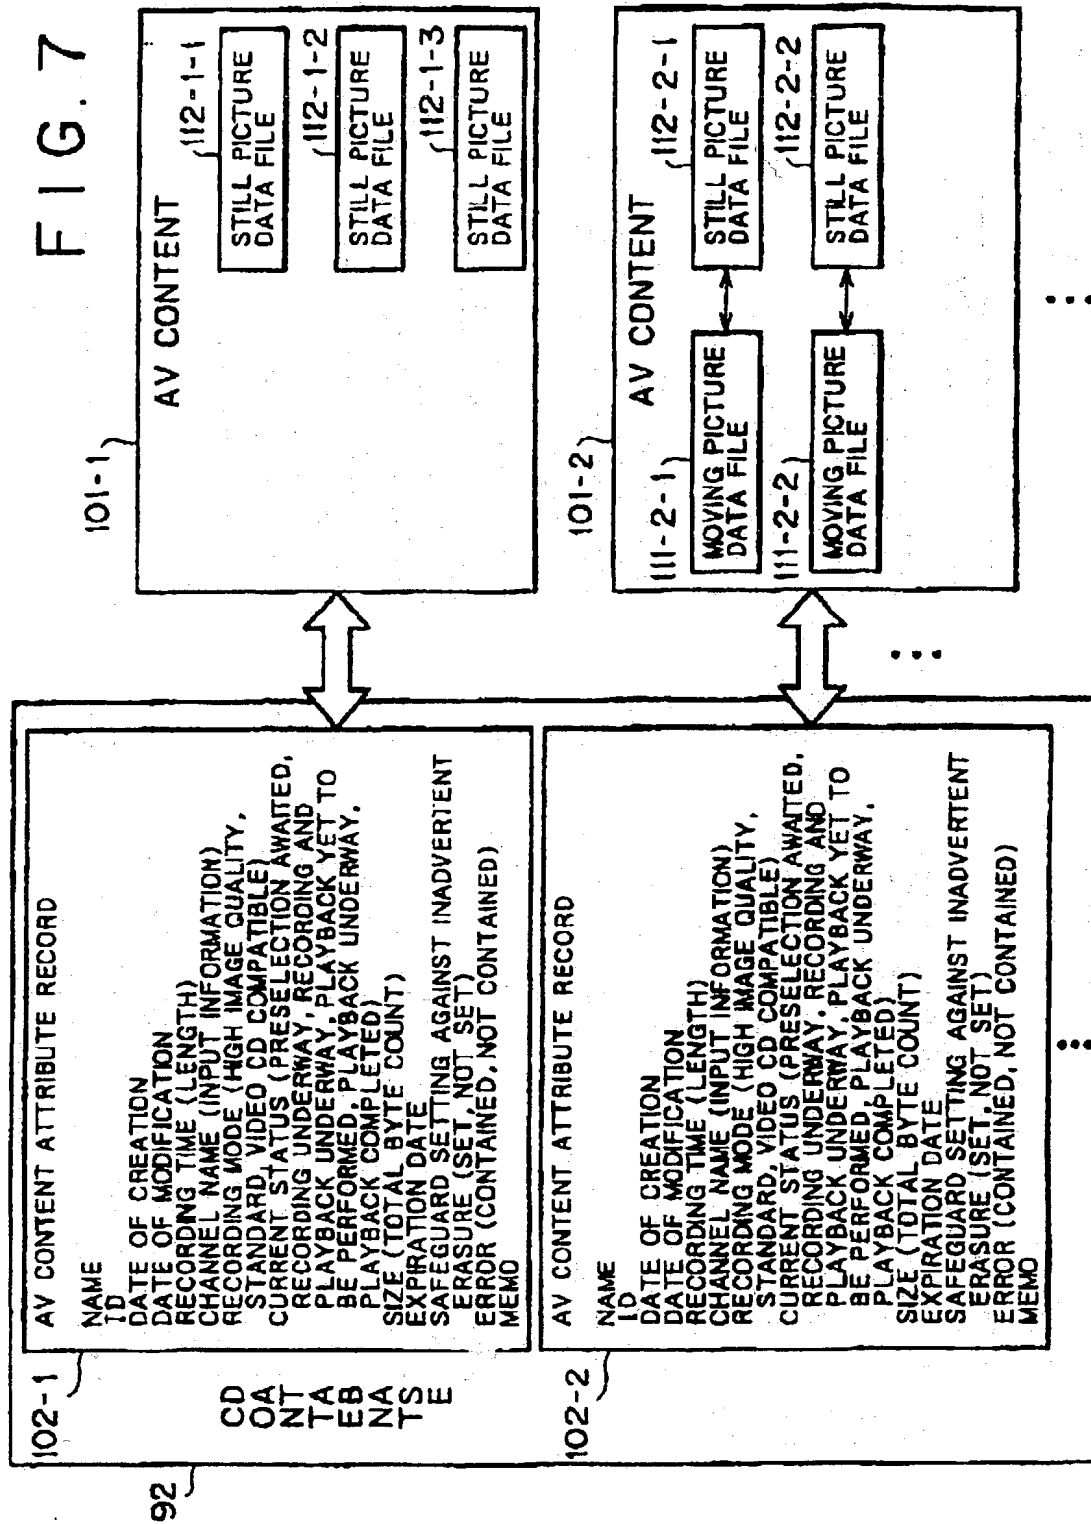 FIG. 7
92
CD
OA
NT
TA
EB
NA
TS
E
102-1
AV CONTENT ATTRIBUTE RECORD
NAME
ID
DATE OF CREATION
DATE OF MODIFICATION
RECORDING TIME (LENGTH)
CHANNEL NAME (INPUT INFORMATION)
RECORDING MODE (HIGH IMAGE QUALITY,
STANDARD, VIDEO CD COMPATIBLE)
CURRENT STATUS (PRESELECTION AWAITED,
RECORDING UNDERWAY, RECORDING AND
PLAYBACK UNDERWAY, PLAYBACK YET TO
BE PERFORMED, PLAYBACK UNDERWAY,
PLAYBACK COMPLETED)
SIZE (TOTAL BYTE COUNT)
EXPIRATION DATE
SAFEGUARD SETTING AGAINST INADVERTENT
ERASURE (SET, NOT SET)
ERROR (CONTAINED, NOT CONTAINED)
MEMO
101-1
AV CONTENT
112-1-1
STILL PICTURE
DATA FILE
112-1-2
STILL PICTURE
DATA FILE
112-1-3
STILL PICTURE
DATA FILE
102-2
AV CONTENT ATTRIBUTE RECORD
NAME
ID
DATE OF CREATION
DATE OF MODIFICATION
RECORDING TIME (LENGTH)
CHANNEL NAME (INPUT INFORMATION)
RECORDING MODE (HIGH IMAGE QUALITY,
STANDARD, VIDEO CD COMPATIBLE)
CURRENT STATUS (PRESELECTION AWAITED,
RECORDING UNDERWAY, RECORDING AND
PLAYBACK UNDERWAY, PLAYBACK YET TO
BE PERFORMED, PLAYBACK UNDERWAY,
PLAYBACK COMPLETED)
SIZE (TOTAL BYTE COUNT)
EXPIRATION DATE
SAFEGUARD SETTING AGAINST INADVERTENT
ERASURE (SET, NOT SET)
ERROR (CONTAINED, NOT CONTAINED)
MEMO
101-2
AV CONTENT
111-2-1
MOVING PICTURE
DATA FILE
112-2-1
STILL PICTURE
DATA FILE
111-2-2
MOVING PICTURE
DATA FILE
112-2-2
STILL PICTURE
DATA FILE